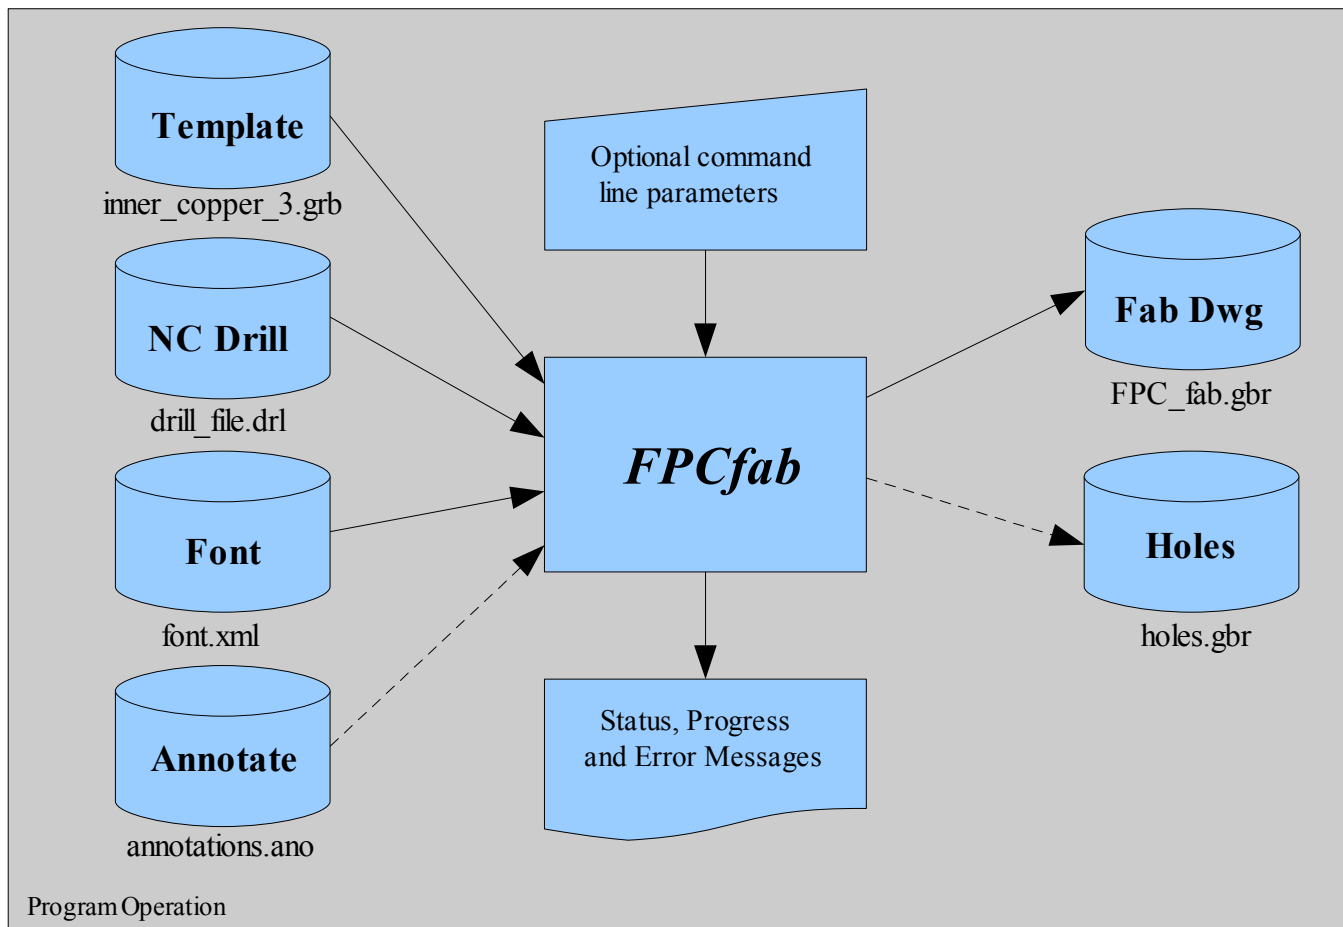 Template
inner_copper_3.grb
NC Drill
drill_file.drl
Font
font.xml
Annotate
annotations.ano
Optional command
line parameters
FPCfab
Status, Progress
and Error Messages
Fab Dwg
FPC_fab.gbr
Holes
holes.gbr
Program Operation